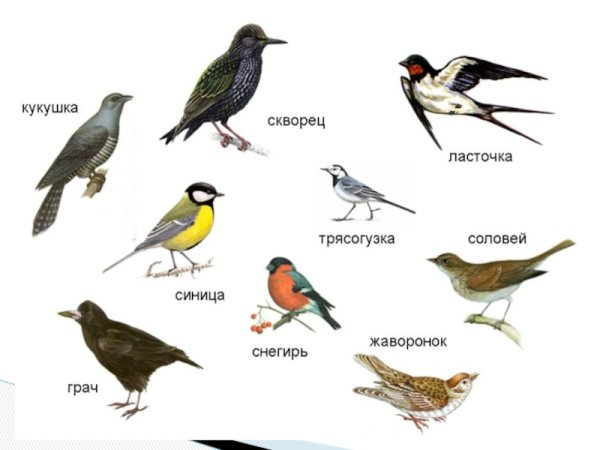 кукушка
скворец
ласточка
трясогузка
соловей
синица
снегирь
жаворонок
грач